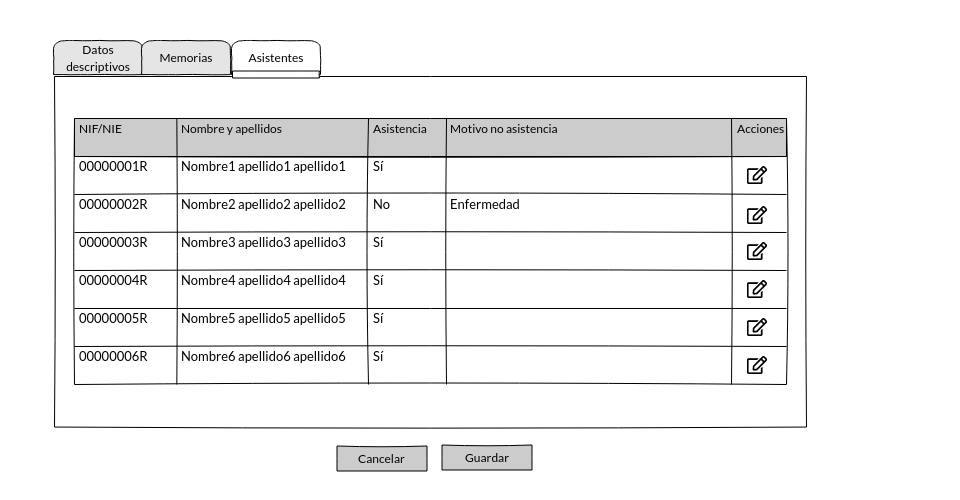 Datos
descriptivos
Memorias
Asistentes
NIF/NIE Nombre y apellidos Asistencia Motivo no asistencia Acciones
00000001R Nombre1 apellido1 apellido1 Sí
00000002R Nombre2 apellido2 apellido2 No Enfermedad
00000003R Nombre3 apellido3 apellido3 Sí
00000004R Nombre4 apellido4 apellido4 Sí
00000005R Nombre5 apellido5 apellido5 Sí
00000006R Nombre6 apellido6 apellido6 Sí
Cancelar Guardar